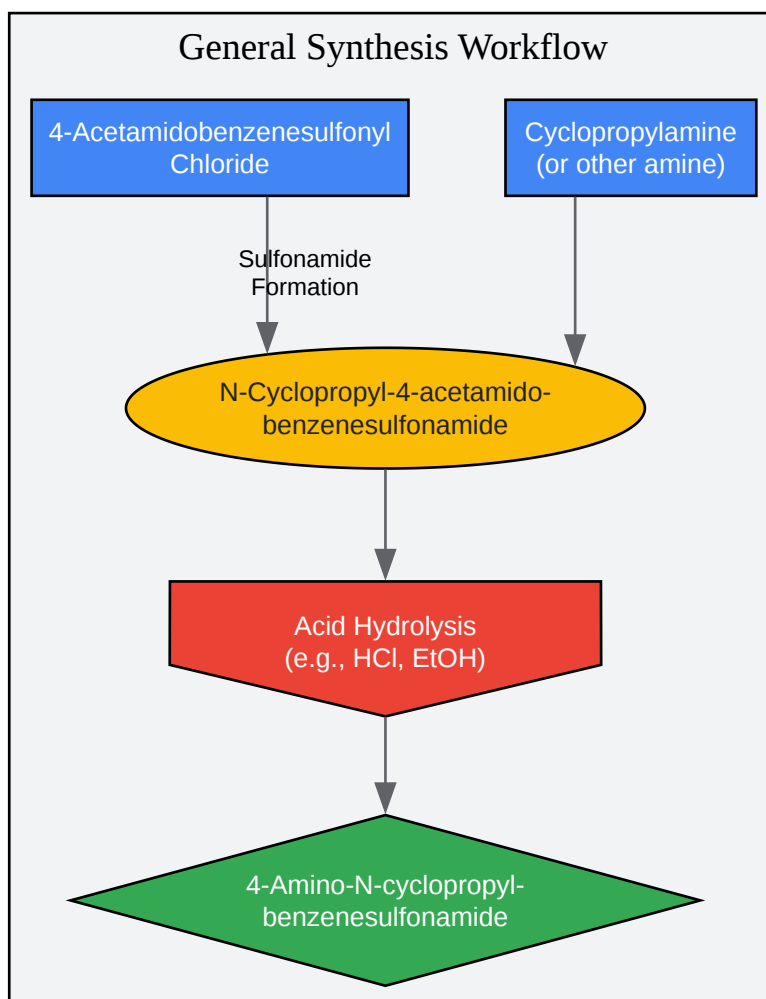 General Synthesis Workflow
4-Acetamidobenzenesulfonyl
Chloride
Cyclopropylamine
(or other amine)
Sulfonamide
Formation
N-Cyclopropyl-4-acetamido-
benzenesulfonamide
Acid Hydrolysis
(e.g., HCl, EtOH)
4-Amino-N-cyclopropyl-
benzenesulfonamide